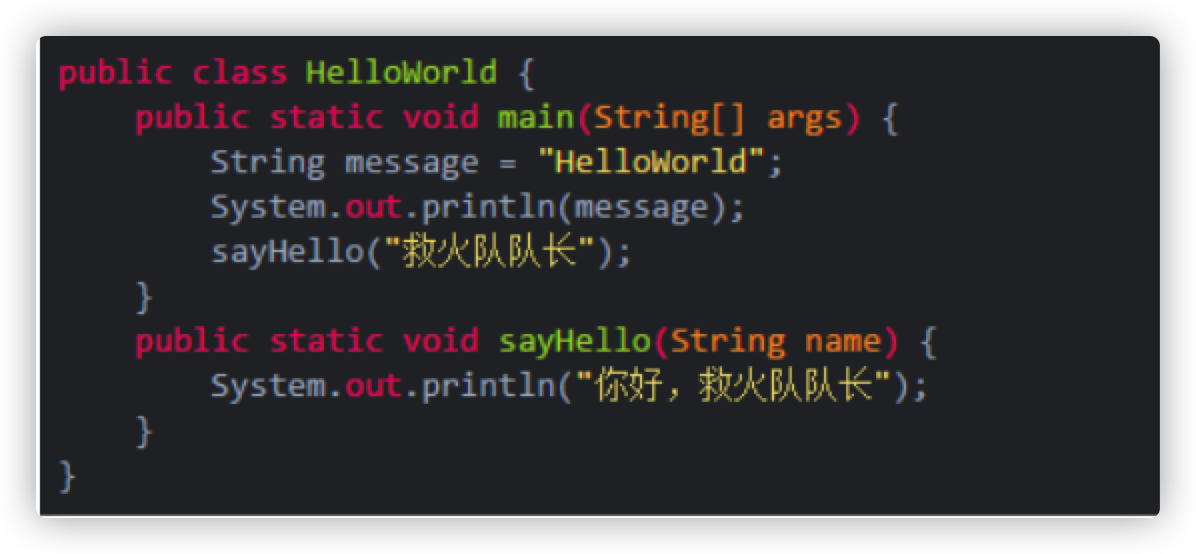 public class HelloWorld {
    public static void main(String[] args) {
        String message = "HelloWorld";
        System.out.println(message);
        sayHello("救火队队长");
    }
    public static void sayHello(String name) {
        System.out.println("你好，救火队队长");
    }
}